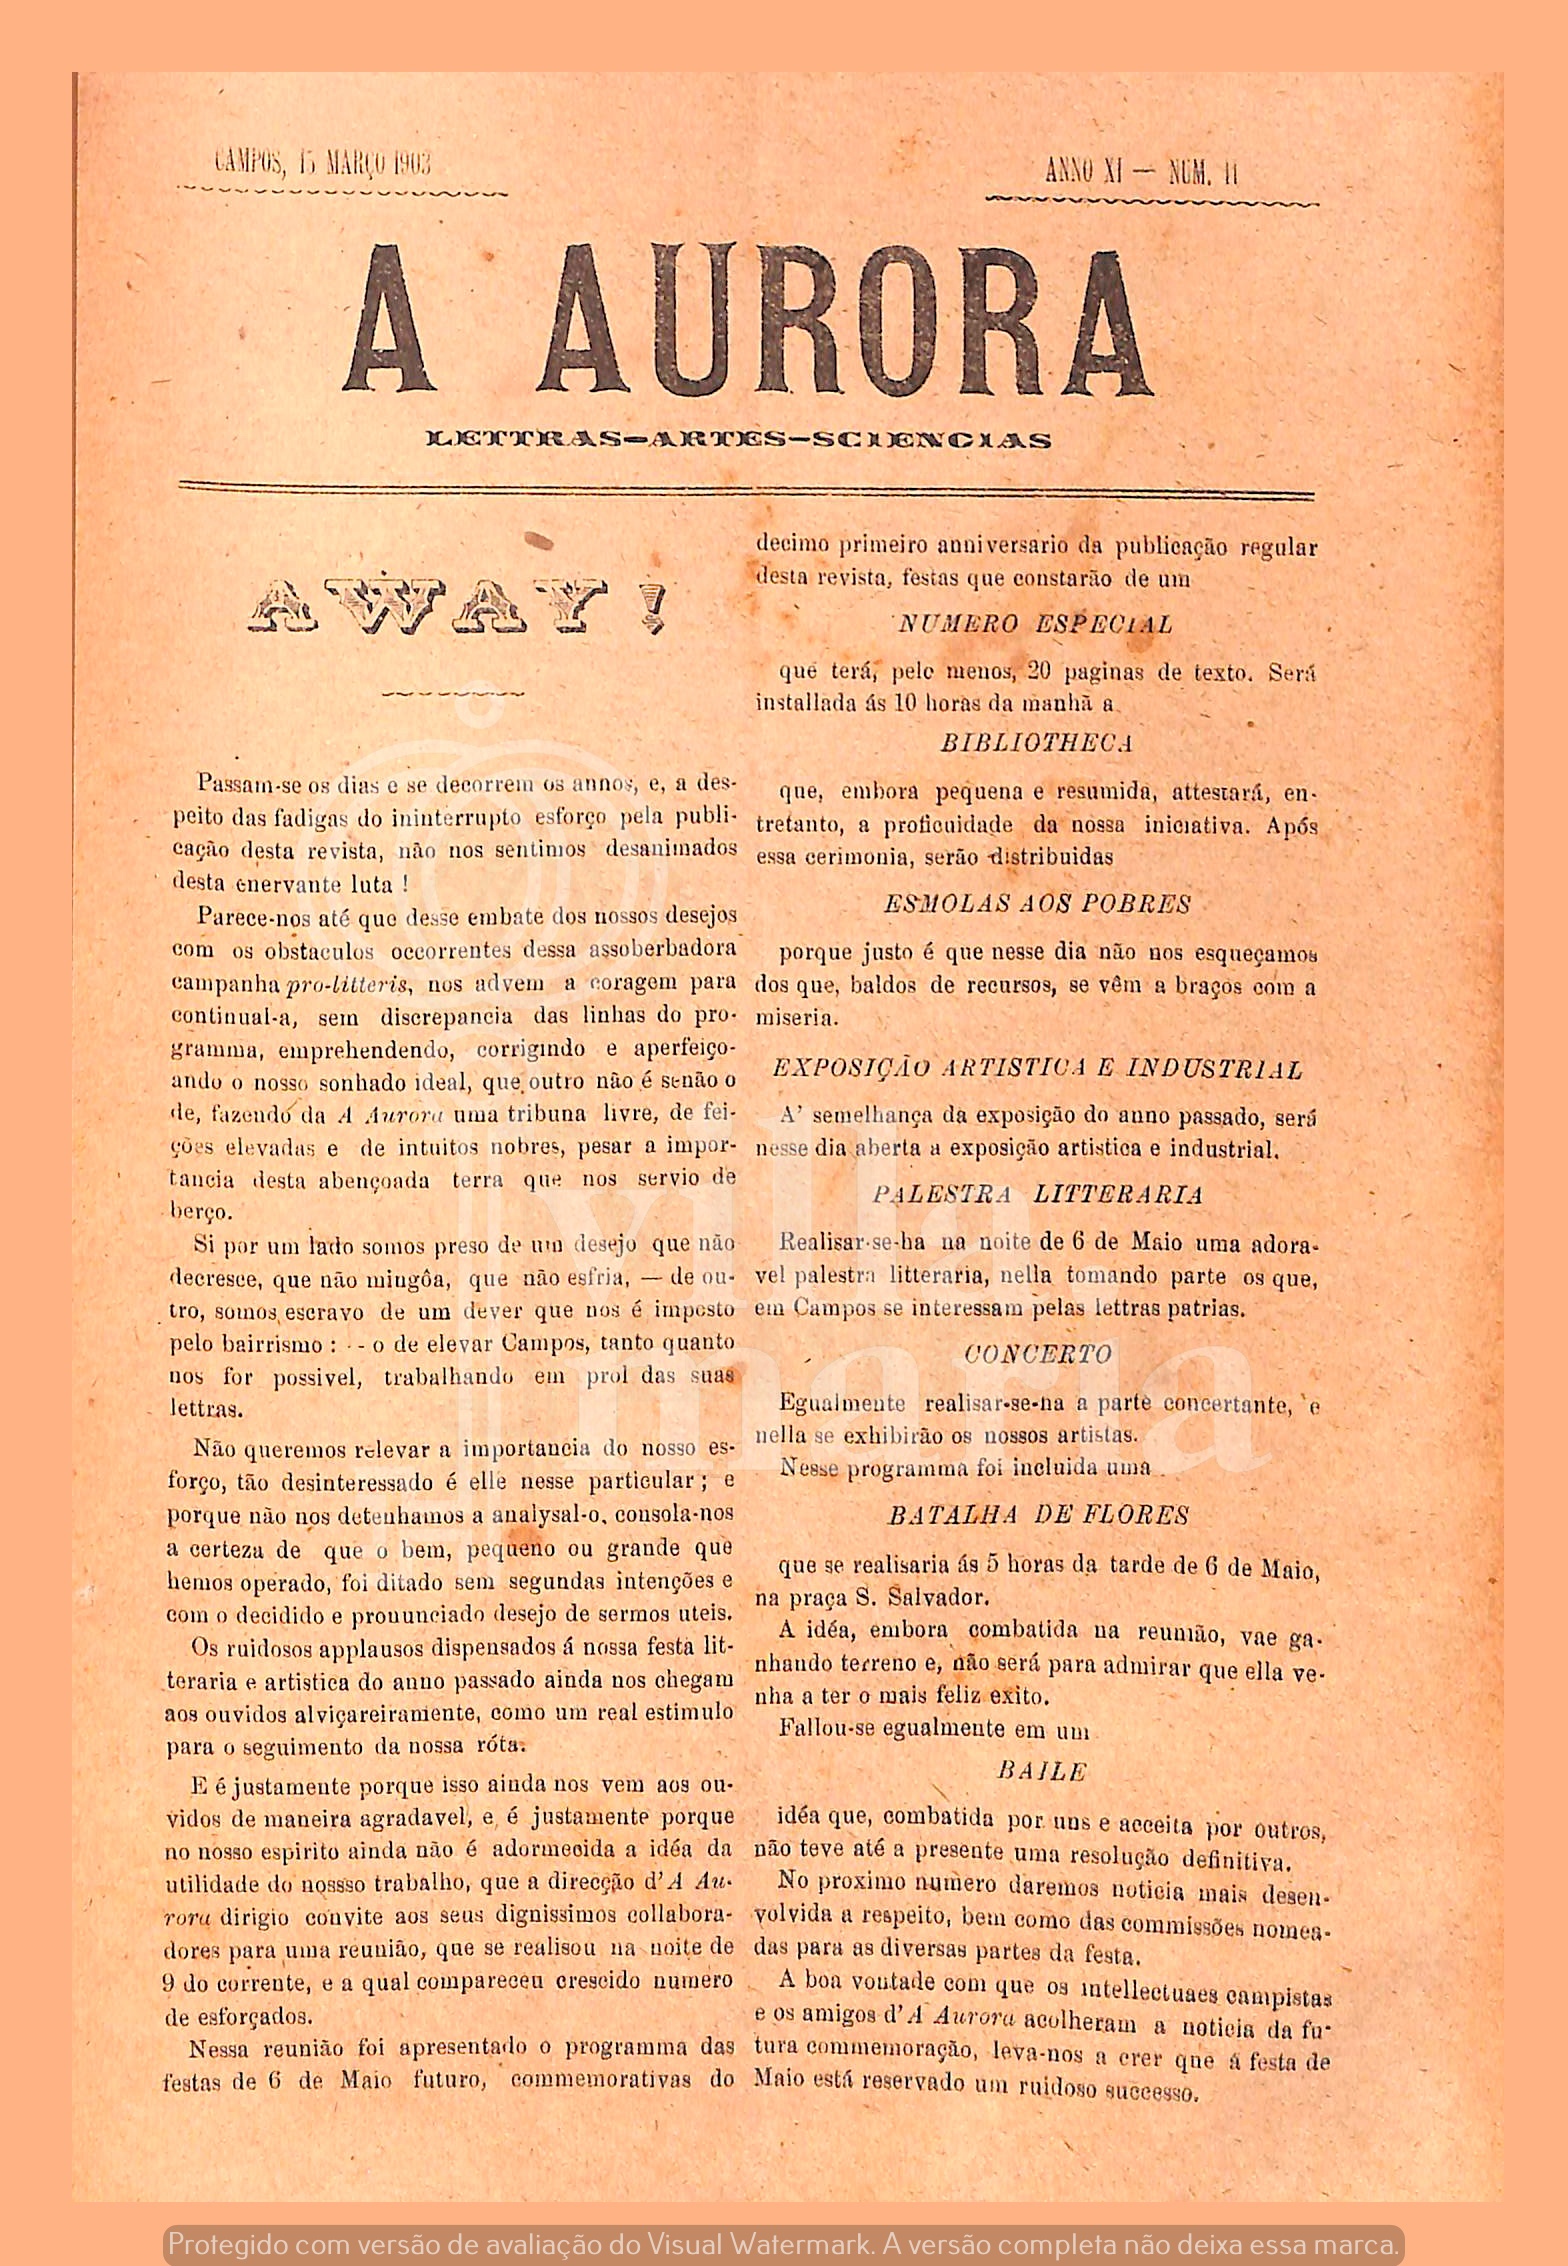 CAMPOS, 15 MARÇO 1903
ANNO XI — NUM. 11
A AURORA
LETTRAS-ARTES-SCIENCIAS
AWAY !
Passam-se os dias e se decorrem os annos, e, a des-
peito das fadigas do ininterrupto esforço pela publi-
cação desta revista, não nos sentimos desanimados
desta enervante luta !
Parece-nos até que desse embate dos nossos desejos
com os obstaculos occorrentes dessa assoberbadora
campanha pro-litteris, nos advem a coragem para
continual-a, sem discrepancia das linhas do pro-
gramma, emprehendendo, corrigindo e aperfeiço-
ando o nosso sonhado ideal, que outro não é senão o
de, fazendo da A Aurora uma tribuna livre, de fei-
ções elevadas e de intuitos nobres, pesar a impor-
tancia desta abençoada terra que nos servio de
berço.
Si por um lado somos preso de um desejo que não
decresce, que não mingôa, que não esfria, — de ou-
tro, somos escravo de um dever que nos é imposto
pelo bairrismo : -- o de elevar Campos, tanto quanto
nos for possivel, trabalhando em prol das suas
lettras.
Não queremos relevar a importancia do nosso es-
forço, tão desinteressado é elle nesse particular ; e
porque não nos detenhamos a analysal-o, consola-nos
a certeza de que o bem, pequeno ou grande que
hemos operado, foi ditado sem segundas intenções e
com o decidido e pronunciado desejo de sermos uteis.
Os ruidosos applausos dispensados á nossa festa lit-
teraria e artistica do anno passado ainda nos chegam
aos ouvidos alviçareiramente, como um real estimulo
para o seguimento da nossa róta.
E é justamente porque isso ainda nos vem aos ou-
vidos de maneira agradavel, e é justamente porque
no nosso espirito ainda não é adormecida a idéa da
utilidade do nossso trabalho, que a direcção d'A Au-
rora dirigio convite aos seus dignissimos collabora-
dores para uma reunião, que se realisou na noite de
9 do corrente, e a qual compareceu crescido numero
de esforçados.
Nessa reunião foi apresentado o programma das
festas de 6 de Maio futuro, commemorativas do
decimo primeiro anniversario da publicação regular
desta revista, festas que constarão de um
NUMERO ESPECIAL
que terá, pelo menos, 20 paginas de texto. Será
installada ás 10 horas da manhã a
BIBLIOTHECA
que, embora pequena e resumida, attestará, en-
tretanto, a proficuidade da nossa iniciativa. Após
essa cerimonia, serão distribuidas
ESMOLAS AOS POBRES
porque justo é que nesse dia não nos esqueçamos
dos que, baldos de recursos, se vêm a braços com a
miseria.
EXPOSIÇÃO ARTISTICA E INDUSTRIAL
A' semelhança da exposição do anno passado, será
nesse dia aberta a exposição artistica e industrial.
PALESTRA LITTERARIA
Realisar-se-ha na noite de 6 de Maio uma adora-
vel palestra litteraria, nella tomando parte os que,
em Campos se interessam pelas lettras patrias.
CONCERTO
Egualmente realisar-se-ha a parte concertante, e
nella se exhibirão os nossos artistas.
Nesse programma foi incluida uma
BATALHA DE FLORES
que se realisaria ás 5 horas da tarde de 6 de Maio,
na praça S. Salvador.
A idéa, embora combatida na reunião, vae ga-
nhando terreno e, não será para admirar que ella ve-
nha a ter o mais feliz exito.
Fallou-se egualmente em um
BAILE
idéa que, combatida por uns e acceita por outros,
não teve até a presente uma resolução definitiva.
No proximo numero daremos noticia mais desen-
volvida a respeito, bem como das commissões nomea-
das para as diversas partes da festa.
A boa vontade com que os intellectuaes campistas
e os amigos d'A Aurora acolheram a noticia da fu-
tura commemoração, leva-nos a crer que á festa de
Maio está reservado um ruidoso successo.
Protegido com versão de avaliação do Visual Watermark. A versão completa não deixa essa marca.